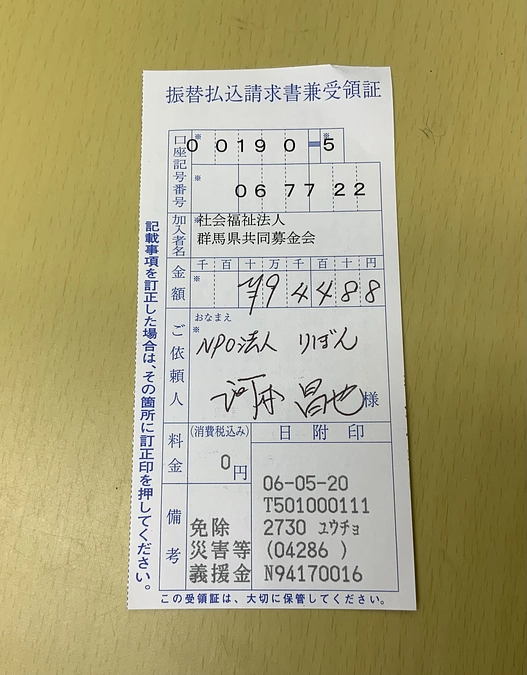 振替払込請求書兼受領証
口座記号番号
※
00190-5
※
※
067722
加入者名
※
社会福祉法人
群馬県共同募金会
金額
千百十万千百十円
※
¥94488
ご依頼人
おなまえ
※
NPO法人 りぼん
河本 昌也様
料金
(消費税込み)
0円
日附印
備考
免除
災害等
義援金
06-05-20
T501000111
2730 ユウチョ
(04286 )
N94170016
記載事項を訂正した場合は、その箇所に訂正印を押してください。
この受領証は、大切に保管してください。